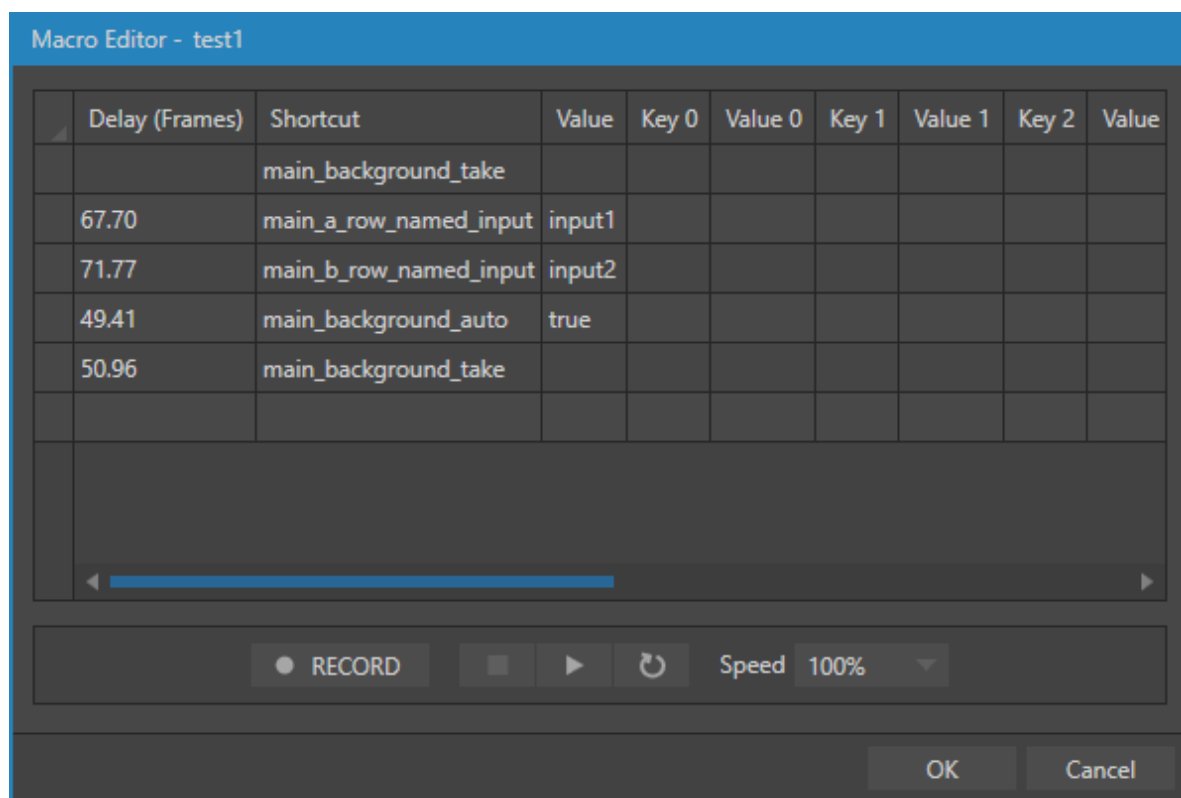 Macro Editor - test1
Delay (Frames) Shortcut Value Key 0 Value 0 Key 1 Value 1 Key 2 Value
main_background_take
67.70 main_a_row_named_input input1
71.77 main_b_row_named_input input2
49.41 main_background_auto true
50.96 main_background_take
RECORD Speed 100%
OK Cancel